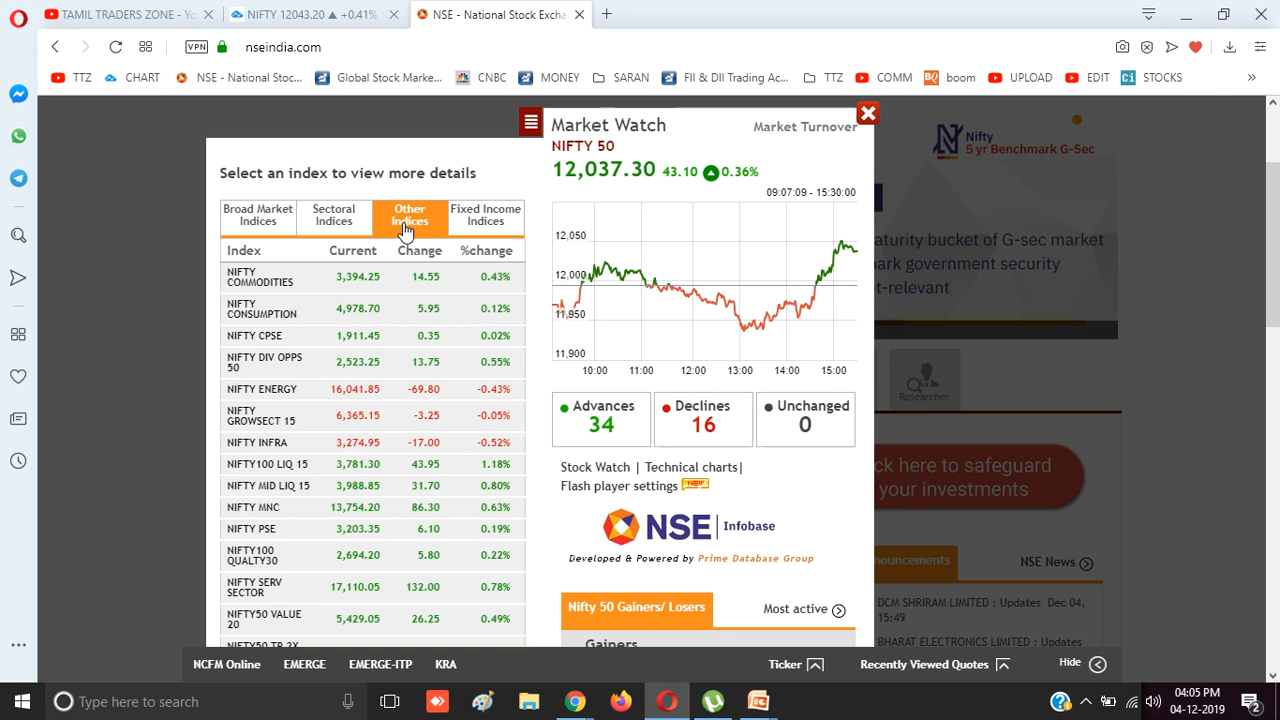 TAMIL TRADERS ZONE - Yo
NIFTY 12043.20 ▲ +0.41%
NSE - National Stock Excha
VPN
nseindia.com
TTZ
CHART
NSE - National Stoc...
Global Stock Marke...
CNBC
MONEY
SARAN
FII & DII Trading Ac...
TTZ
COMM
BQ boom
UPLOAD
EDIT
Ci STOCKS
»
Select an index to view more details
Broad Market
Indices
Sectoral
Indices
Other
Indices
Fixed Income
Indices
Index Current Change %change
NIFTY
COMMODITIES 3,394.25 14.55 0.43%
NIFTY
CONSUMPTION 4,978.70 5.95 0.12%
NIFTY CPSE 1,911.45 0.35 0.02%
NIFTY DIV OPPS
50 2,523.25 13.75 0.55%
NIFTY ENERGY 16,041.85 -69.80 -0.43%
NIFTY
GROWSECT 15 6,365.15 -3.25 -0.05%
NIFTY INFRA 3,274.95 -17.00 -0.52%
NIFTY100 LIQ 15 3,781.30 43.95 1.18%
NIFTY MID LIQ 15 3,988.85 31.70 0.80%
NIFTY MNC 13,754.20 86.30 0.63%
NIFTY PSE 3,203.35 6.10 0.19%
NIFTY100
QUALTY30 2,694.20 5.80 0.22%
NIFTY SERV
SECTOR 17,110.05 132.00 0.78%
NIFTY50 VALUE
20 5,429.05 26.25 0.49%
NIFTY50 TR 2X
Market Watch
Market Turnover
NIFTY 50
12,037.30 43.10 0.36%
09:07:09 - 15:30:00
12,050
12,000
11,950
11,900
10:00 11:00 12:00 13:00 14:00 15:00
Advances
34
Declines
16
Unchanged
0
Stock Watch | Technical charts|
Flash player settings NEW
NSE Infobase
Developed & Powered by Prime Database Group
Nifty 50 Gainers/ Losers
Most active
Gainers
Nifty
5 yr Benchmark G-Sec
aturity bucket of G-sec market
ark government security
et-relevant
Researcher
ck here to safeguard
your investments
nouncements
NSE News
DCM SHRIRAM LIMITED : Updates Dec 04,
15:49
BHARAT ELECTRONICS LIMITED : Updates
NCFM Online
EMERGE
EMERGE-ITP
KRA
Ticker
Recently Viewed Quotes
Hide
Type here to search
04:05 PM
04-12-2019
2